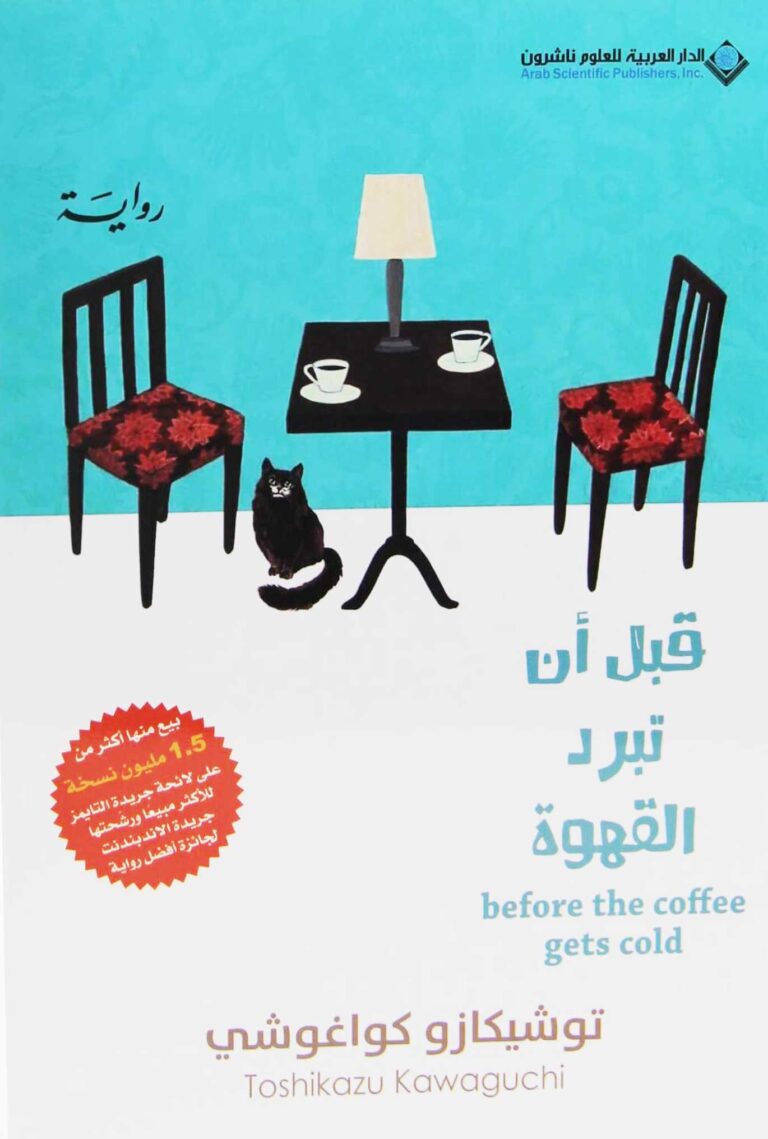 الدار العربية للعلوم ناشرون
Arab Scientific Publishers, Inc.
رواية
قبل أن
تبرد
القهوة
before the coffee
gets cold
بيع منها أكثر من
1.5 مليون نسخة
على لائحة جريدة التايمز
للأكثر مبيعًا ورشحتها
جريدة الاندبندنت
لجائزة أفضل رواية
توشيكازو كواغوشي
Toshikazu Kawaguchi